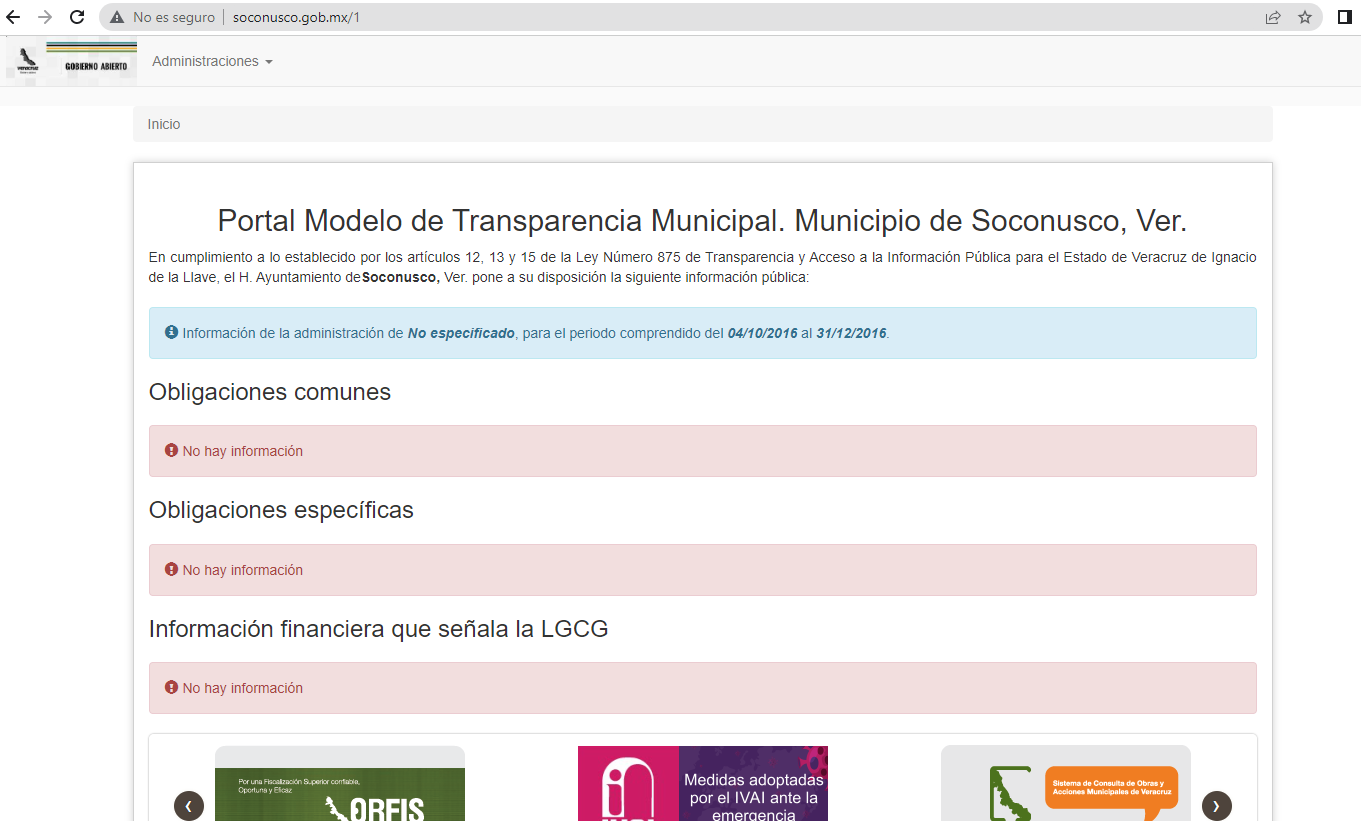 No es seguro soconusco.gob.mx/1
GOBIERNO ABIERTO
Administraciones
Inicio
Portal Modelo de Transparencia Municipal. Municipio de Soconusco, Ver.
En cumplimiento a lo establecido por los artículos 12, 13 y 15 de la Ley Número 875 de Transparencia y Acceso a la Información Pública para el Estado de Veracruz de Ignacio
de la Llave, el H. Ayuntamiento deSoconusco, Ver. pone a su disposición la siguiente información pública:
Información de la administración de No especificado, para el periodo comprendido del 04/10/2016 al 31/12/2016.
Obligaciones comunes
No hay información
Obligaciones específicas
No hay información
Información financiera que señala la LGCG
No hay información
Por una Fiscalización Superior confiable,
Oportuna y Eficaz
ORFIS
Medidas adoptadas
por el IVAI ante la
emergencia
Sistema de Consulta de Obras y
Acciones Municipales de Veracruz